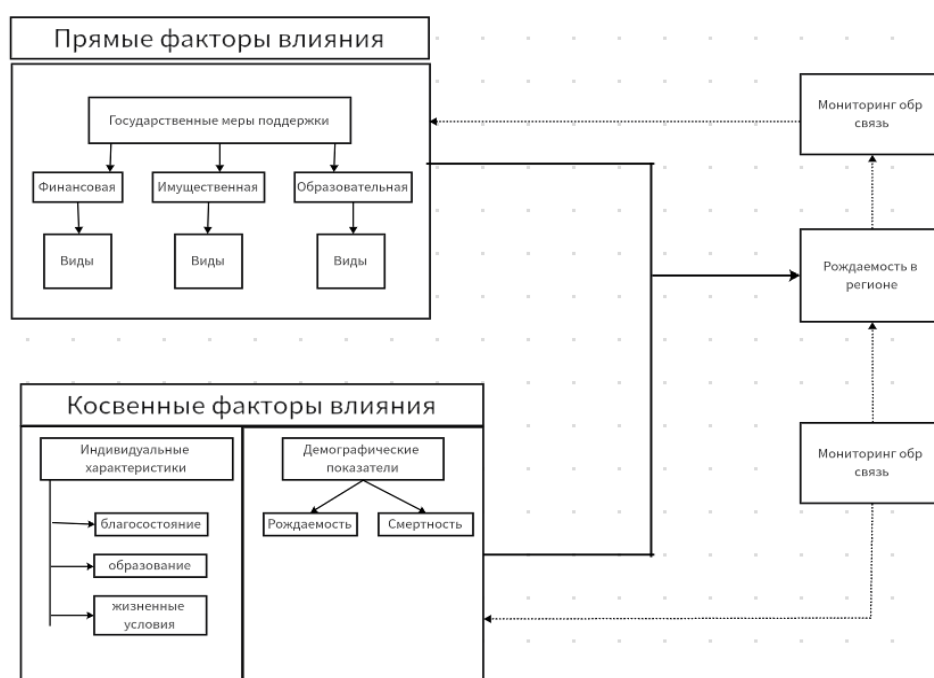 Прямые факторы влияния
Государственные меры поддержки
Финансовая
Имущественная
Образовательная
Виды
Виды
Виды
Мониторинг обр
связь
Рождаемость в
регионе
Косвенные факторы влияния
Индивидуальные
характеристики
благосостояние
образование
жизненные
условия
Демографические
показатели
Рождаемость
Смертность
Мониторинг обр
связь